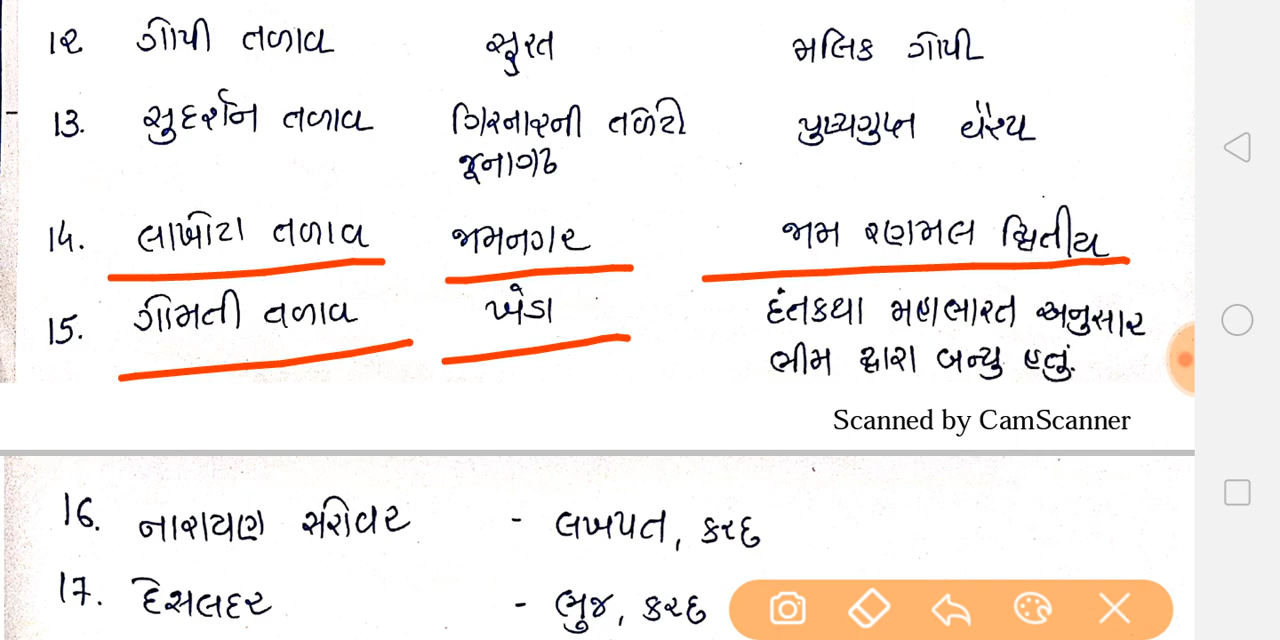 12 ગોપી તળાવ સુરત મલિક ગોપી
13. સુદર્શન તળાવ ગિરનારની તળેટી જૂનાગઢ પુષ્યગુપ્ત વૈશ્ય
14. લાખોટા તળાવ જામનગર જામ રણમલ દ્વિતીય
15. ગોમતી તળાવ ખેડા દંતકથા મહાભારત અનુસાર ભીમ દ્વારા બન્યુ હતું.
Scanned by CamScanner
16. નારાયણ સરોવર - લખપત, કચ્છ
17. દેસલસર - ભુજ, કચ્છ